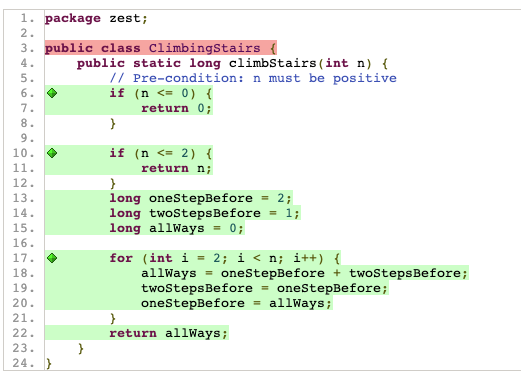 1. package zest;
2.
3. public class ClimbingStairs {
4.     public static long climbStairs(int n) {
5.         // Pre-condition: n must be positive
6.         if (n <= 0) {
7.             return 0;
8.         }
9.
10.         if (n <= 2) {
11.             return n;
12.         }
13.         long oneStepBefore = 2;
14.         long twoStepsBefore = 1;
15.         long allWays = 0;
16.
17.         for (int i = 2; i < n; i++) {
18.             allWays = oneStepBefore + twoStepsBefore;
19.             twoStepsBefore = oneStepBefore;
20.             oneStepBefore = allWays;
21.         }
22.         return allWays;
23.     }
24. }